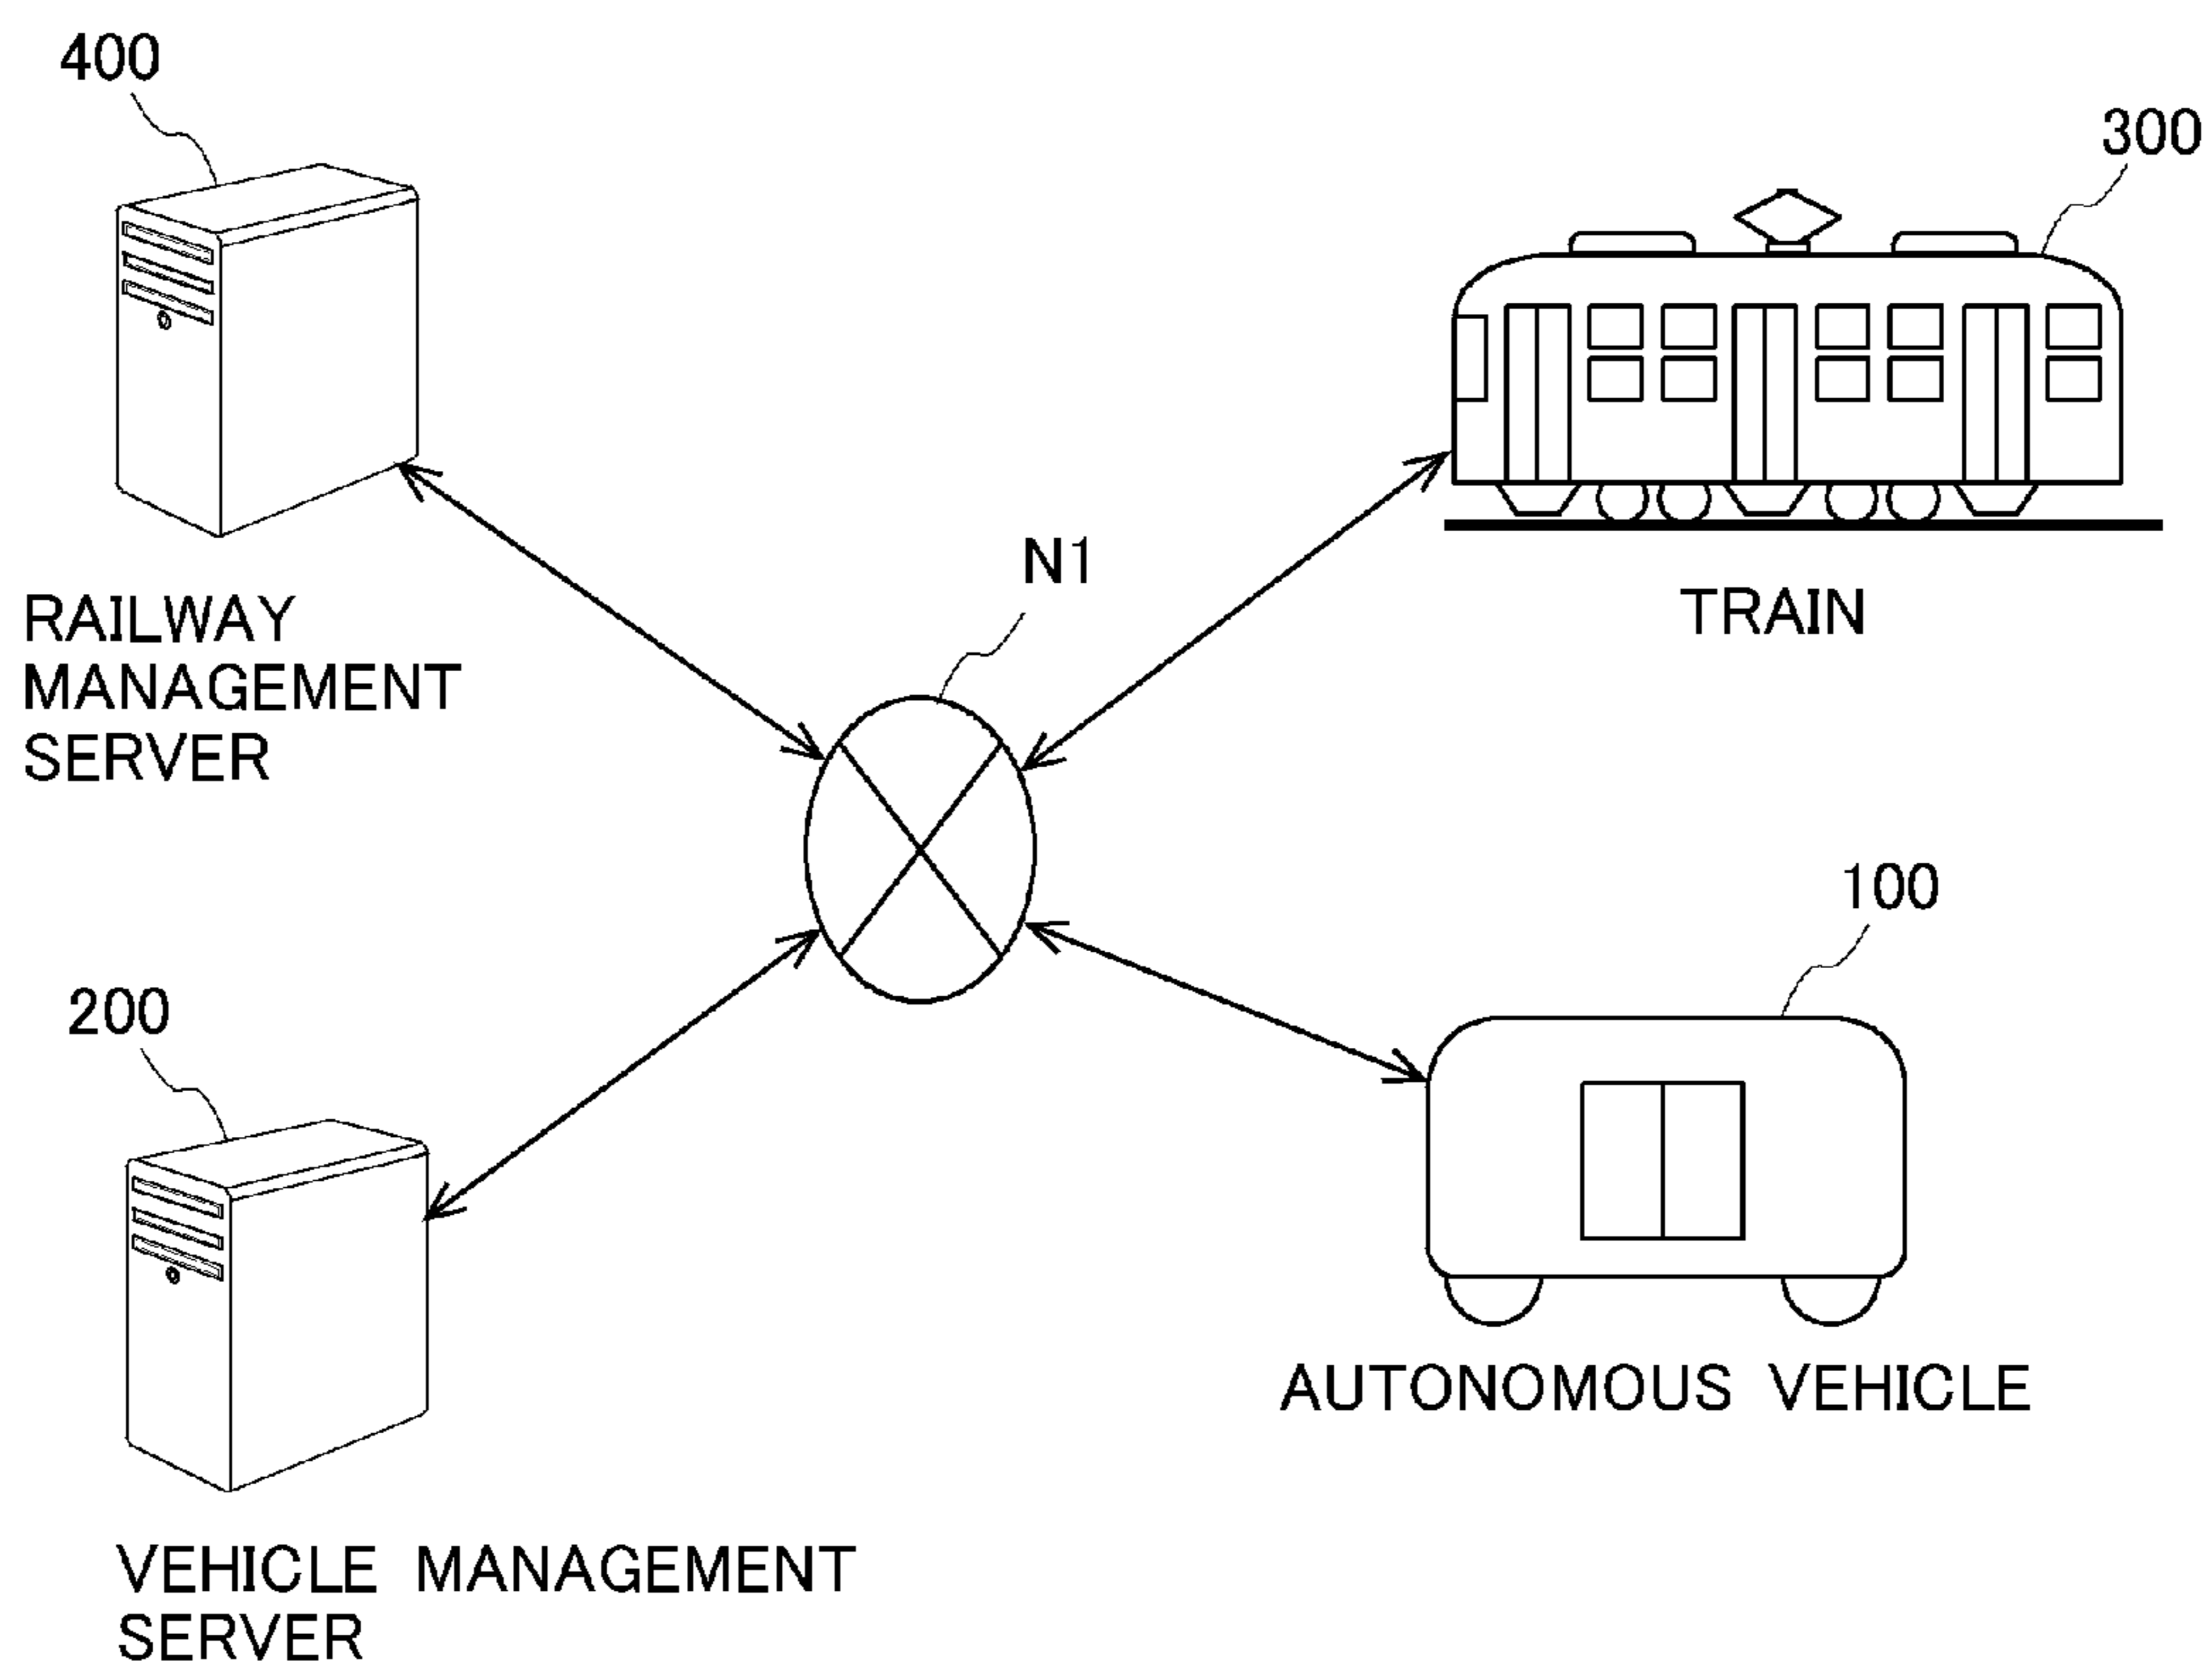 400
300
N1
RAILWAY
MANAGEMENT
SERVER
TRAIN
100
200
AUTONOMOUS VEHICLE
VEHICLE MANAGEMENT
SERVER